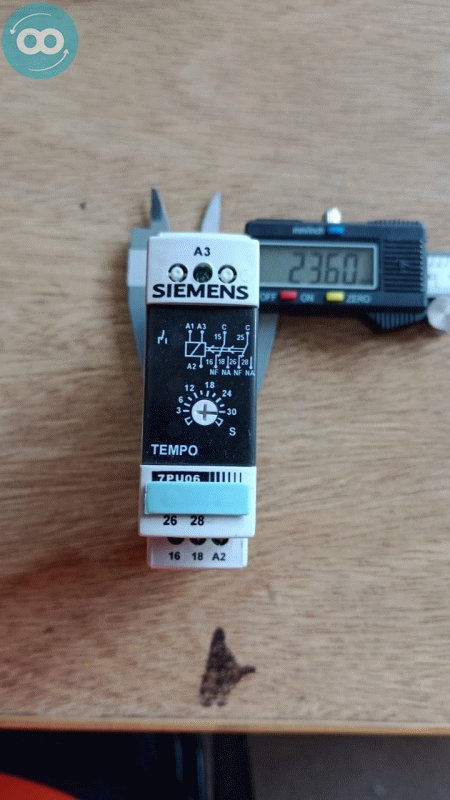 mm/inch
23.60
OFF ON ZERO
A3
SIEMENS
A1 A3 C C
15 25
A2 16 18 26 28
NF NA NF NA
18
12 24
6
3 30
S
TEMPO
7PU06
26 28
16 18 A2